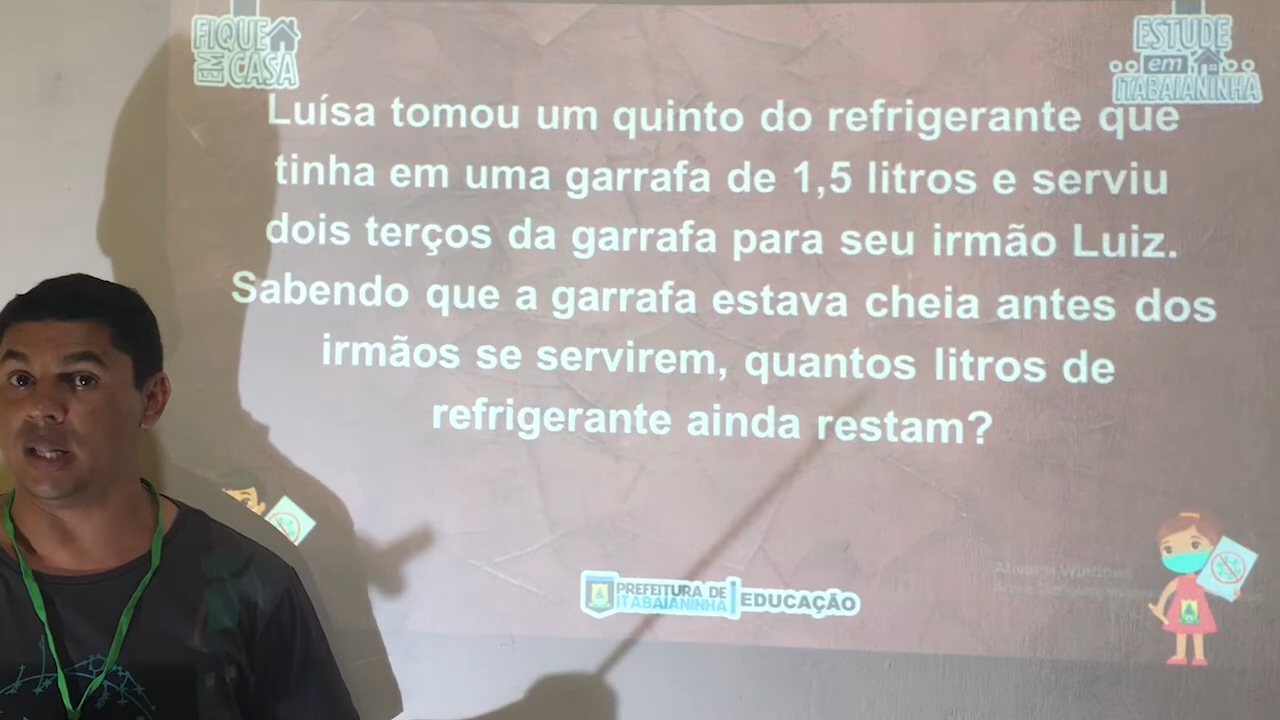 FIQUE
EM CASA
ESTUDE
em
ITABAIANINHA
Luísa tomou um quinto do refrigerante que
tinha em uma garrafa de 1,5 litros e serviu
dois terços da garrafa para seu irmão Luiz.
Sabendo que a garrafa estava cheia antes dos
irmãos se servirem, quantos litros de
refrigerante ainda restam?
PREFEITURA DE
ITABAIANINHA
EDUCAÇÃO